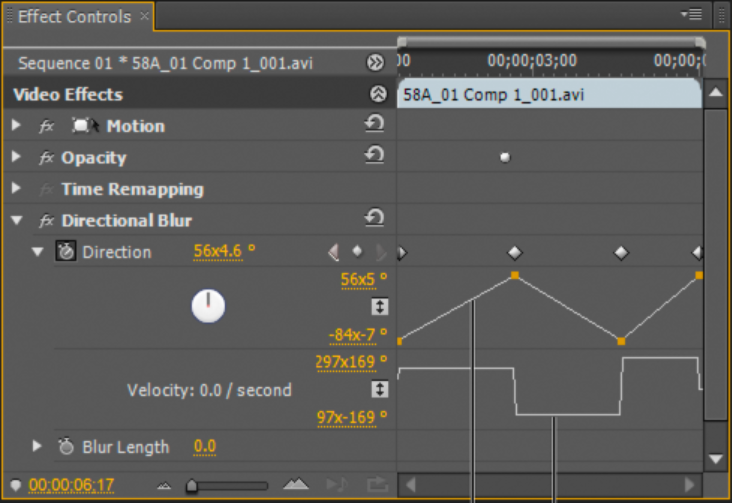 Effect Controls ×
Sequence 01 * 58A_01 Comp 1_001.avi
00 00;00;03;00 00;00;
Video Effects
58A_01 Comp 1_001.avi
fx Motion
fx Opacity
fx Time Remapping
fx Directional Blur
Direction 56x4.6 °
56x5 °
-84x-7 °
297x169 °
Velocity: 0.0 / second
97x-169 °
Blur Length 0.0
00;00;06;17